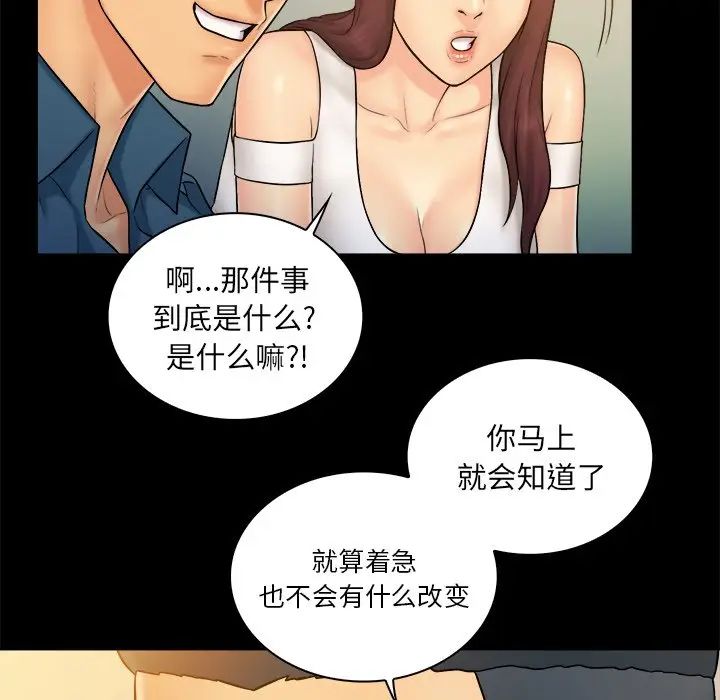 啊...那件事
到底是什么?
是什么嘛?!
你马上
就会知道了
就算着急
也不会有什么改变